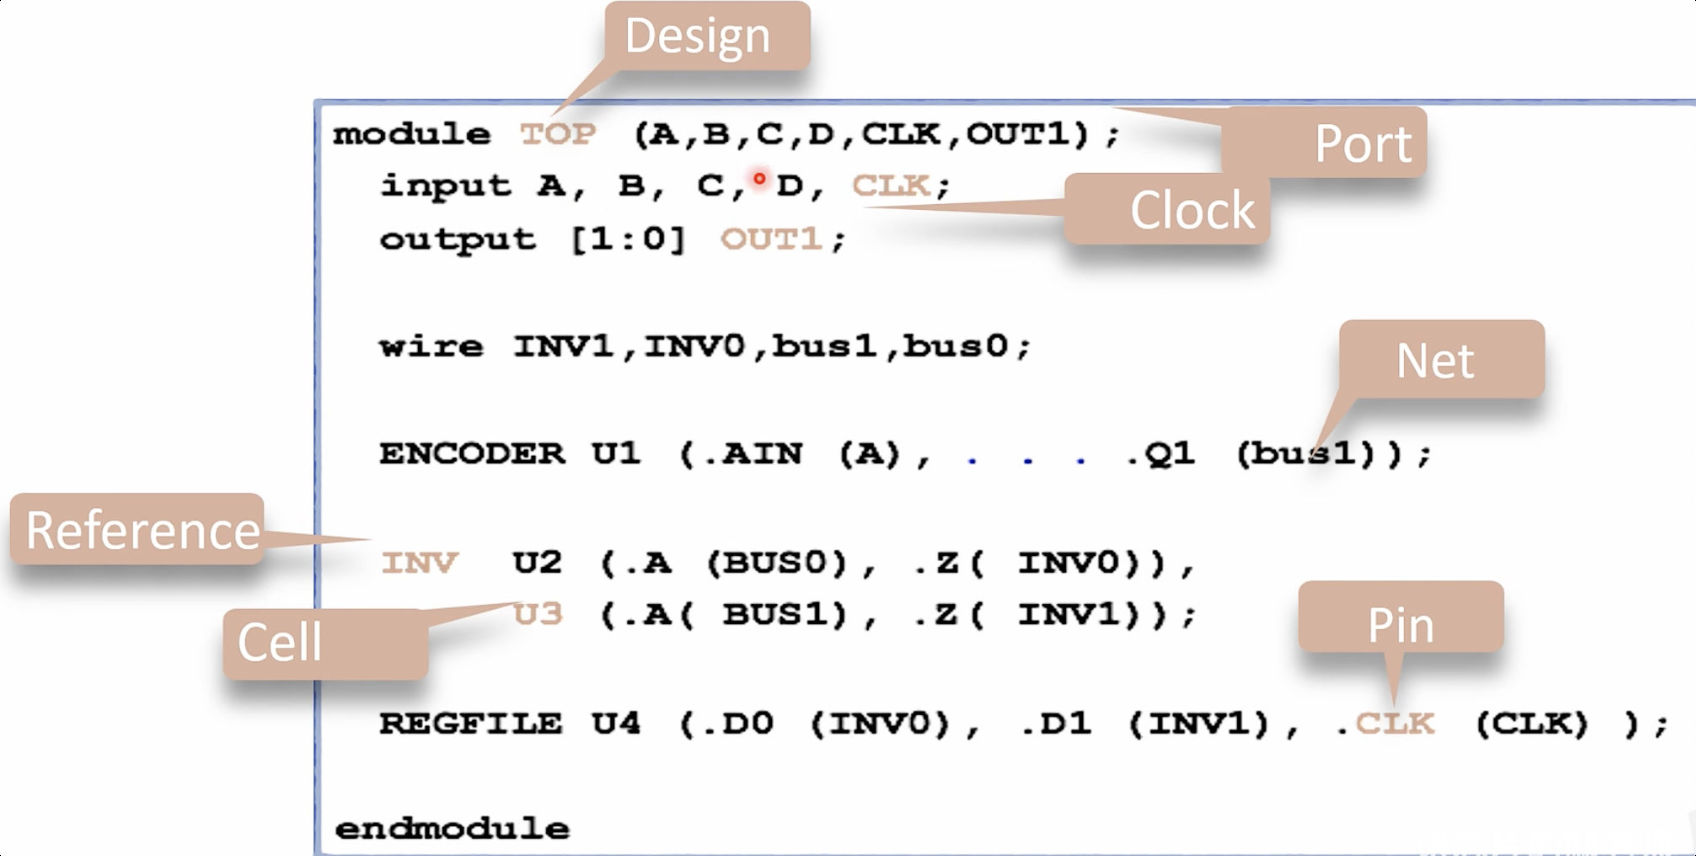 Design
module TOP (A,B,C,D,CLK,OUT1);
Port
input A, B, C, D, CLK;
Clock
output [1:0] OUT1;
wire INV1,INV0,bus1,bus0;
Net
ENCODER U1 (.AIN (A), . . . .Q1 (bus1));
Reference
INV U2 (.A (BUS0), .Z( INV0)),
U3 (.A( BUS1), .Z( INV1));
Cell
Pin
REGFILE U4 (.D0 (INV0), .D1 (INV1), .CLK (CLK) );
endmodule